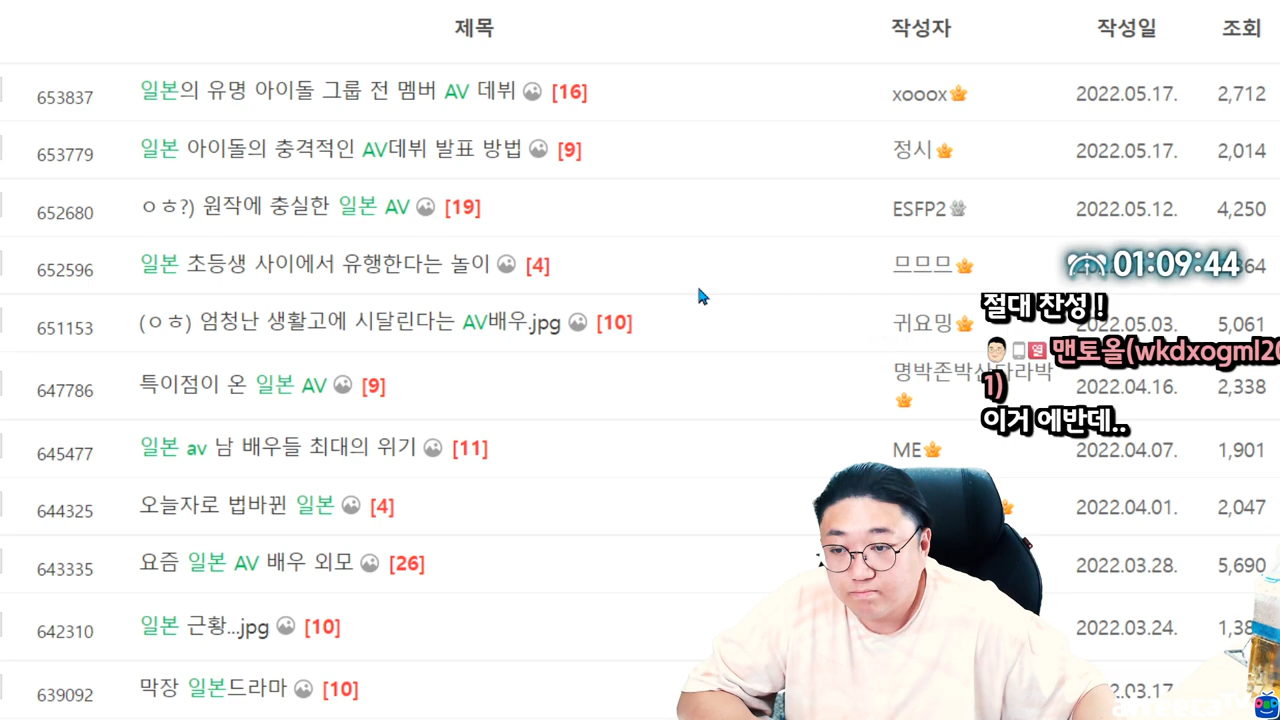 제목 작성자 작성일 조회
653837 일본의 유명 아이돌 그룹 전 멤버 AV 데뷔 [16] xooox 2022.05.17. 2,712
653779 일본 아이돌의 충격적인 AV데뷔 발표 방법 [9] 정시 2022.05.17. 2,014
652680 ㅇㅎ?) 원작에 충실한 일본 AV [19] ESFP2 2022.05.12. 4,250
652596 일본 초등생 사이에서 유행한다는 놀이 [4] 므므므
01:09:44
절대 찬성 !
651153 (ㅇㅎ) 엄청난 생활고에 시달린다는 AV배우.jpg [10] 귀요밍 2022.05.03. 5,061
열 맨토올(wkdxogml20
1)
647786 특이점이 온 일본 AV [9] 명박존박산다라박 2022.04.16. 2,338
이거 에반데..
645477 일본 av 남 배우들 최대의 위기 [11] ME 2022.04.07. 1,901
644325 오늘자로 법바뀐 일본 [4] 2022.04.01. 2,047
643335 요즘 일본 AV 배우 외모 [26] 2022.03.28. 5,690
642310 일본 근황...jpg [10] 2022.03.24.
639092 막장 일본드라마 [10]